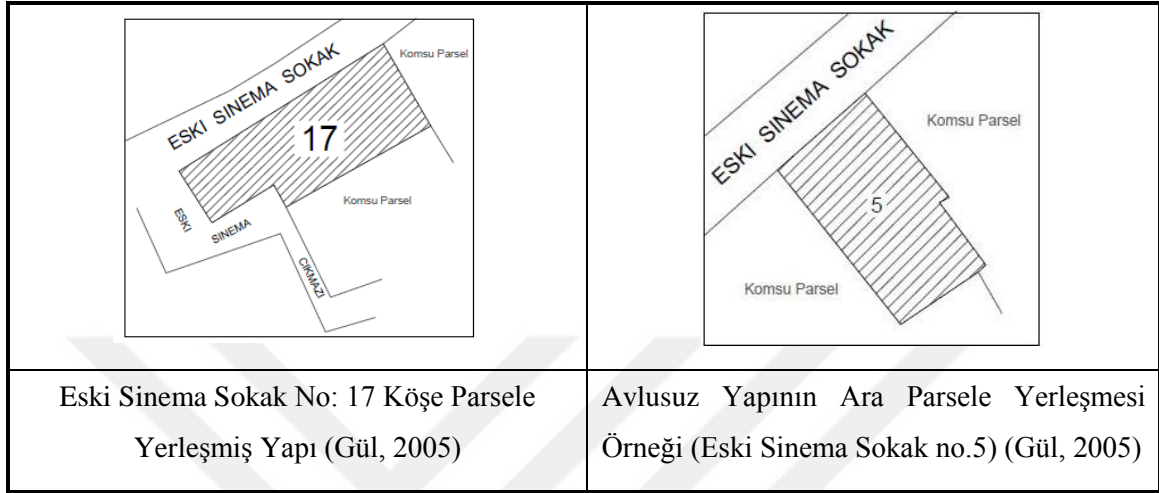 ESKI SINEMA SOKAK
Komsu Parsel
17
Komsu Parsel
ESKI
SINEMA
CIKMAZI
Eski Sinema Sokak No: 17 Köşe Parsele
Yerleşmiş Yapı (Gül, 2005)
ESKI SINEMA SOKAK
Komsu Parsel
5
Komsu Parsel
Avlusuz Yapının Ara Parsele Yerleşmesi
Örneği (Eski Sinema Sokak no.5) (Gül, 2005)